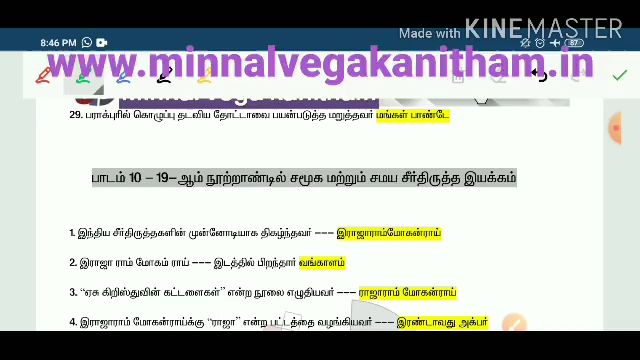 Made with KINEMASTER
8:46 PM
87
www.minnalvegakanitham.in
29. பராக்பூரில் கொழுப்பு தடவிய தோட்டாவை பயன்படுத்த மறுத்தவர் மங்கள் பாண்டே
பாடம் 10 – 19–ஆம் நூற்றாண்டில் சமூக மற்றும் சமய சீர்திருத்த இயக்கம்
1. இந்திய சீர்திருத்தகளின் முன்னோடியாக திகழ்ந்தவர் ––– இராஜாராம்மோகன்ராய்
2. இராஜா ராம் மோகம் ராய் ––– இடத்தில் பிறந்தார் வங்காளம்
3. “ஏசு கிறிஸ்துவின் கட்டளைகள்” என்ற நூலை எழுதியவர் ––– ராஜாராம் மோகன்ராய்
4. இராஜாராம் மோகன்ராய்க்கு “ராஜா” என்ற பட்டத்தை வழங்கியவர் ––– இரண்டாவது அக்பர்